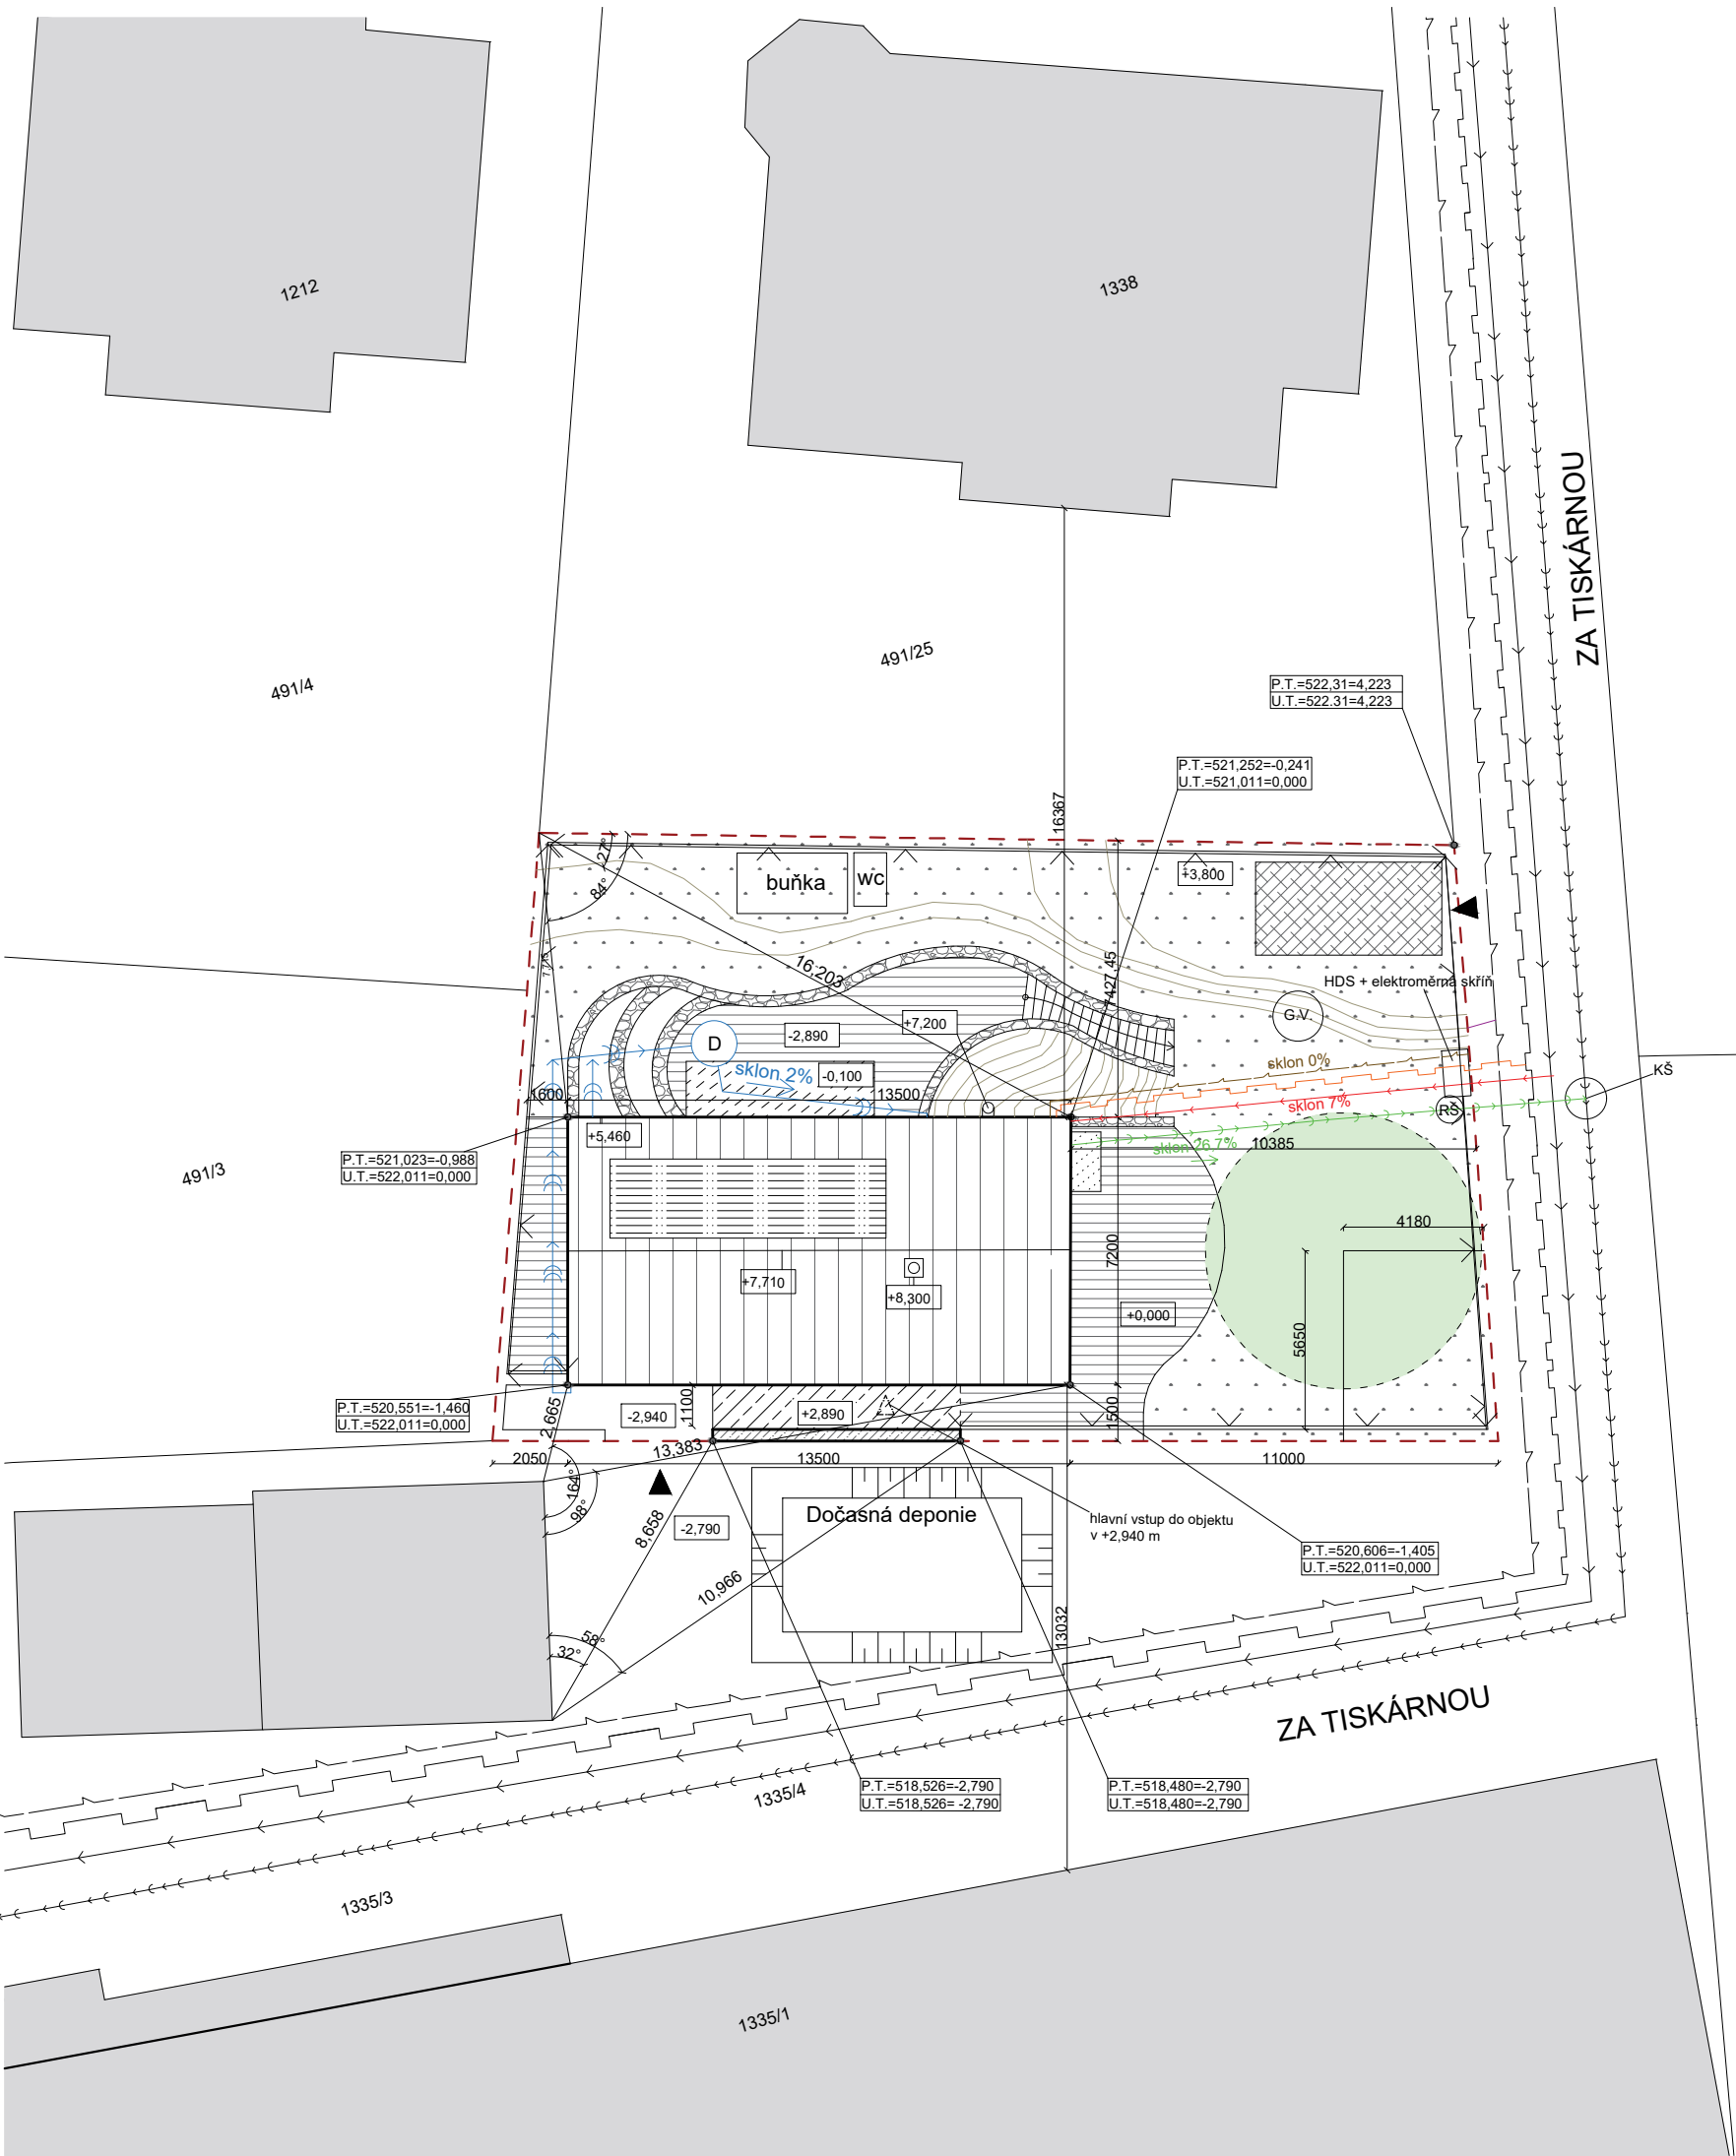 1212
1338
ZA TISKÁRNOU
491/25
491/4
P.T.=522,31=4,223
U.T.=522.31=4,223
P.T.=521,252=-0,241
U.T.=521,011=0,000
16367
27°
84°
buňka
wc
+3,800
16,203
7427,45
HDS + elektroměrná skříň
G.V.
+7,200
-2,890
D
sklon 2%
-0,100
sklon 0%
KŠ
1600
13500
sklon 7%
RŠ
+5,460
sklon 26,7%
10385
P.T.=521,023=-0,988
U.T.=522,011=0,000
491/3
4180
7200
+7,710
+8,300
+0,000
5650
P.T.=520,551=-1,460
U.T.=522,011=0,000
2,665
-2,940
1100
+2,890
1500
13,383
2050
13500
11000
164°
98°
8,658
-2,790
Dočasná deponie
hlavní vstup do objektu
v +2,940 m
P.T.=520,606=-1,405
U.T.=522,011=0,000
10,966
13032
58°
32°
ZA TISKÁRNOU
P.T.=518,526=-2,790
U.T.=518,526= -2,790
P.T.=518,480=-2,790
U.T.=518,480=-2,790
1335/4
1335/3
1335/1